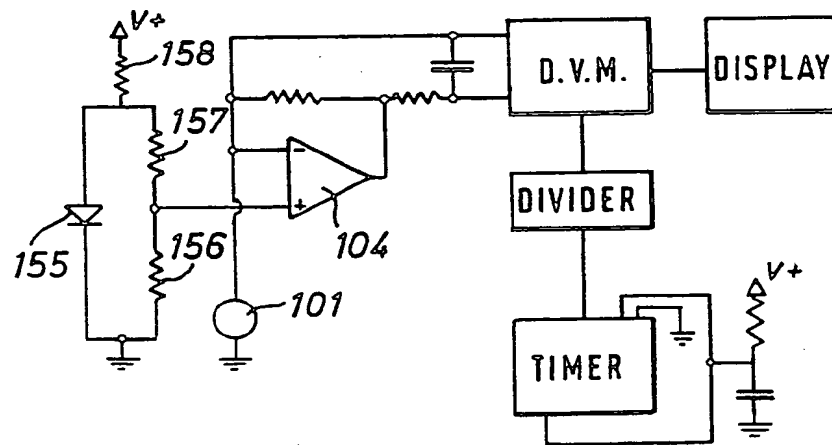 V+
158
157
155
156
101
-
+
104
D.V.M.
DISPLAY
DIVIDER
TIMER
V+